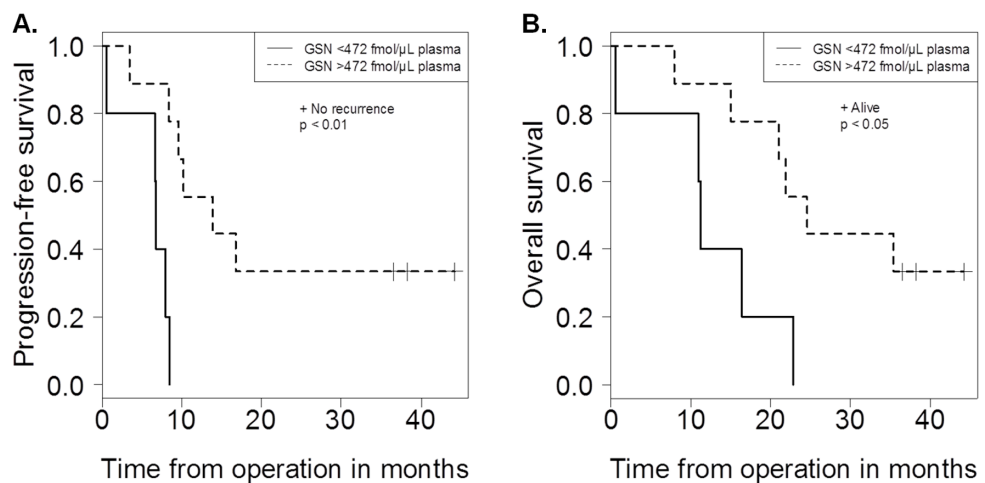 A.
GSN <472 fmol/µL plasma
GSN >472 fmol/µL plasma
+ No recurrence
p < 0.01
Progression-free survival
1.0
0.8
0.6
0.4
0.2
0.0
0 10 20 30 40
Time from operation in months
B.
GSN <472 fmol/µL plasma
GSN >472 fmol/µL plasma
+ Alive
p < 0.05
Overall survival
1.0
0.8
0.6
0.4
0.2
0.0
0 10 20 30 40
Time from operation in months